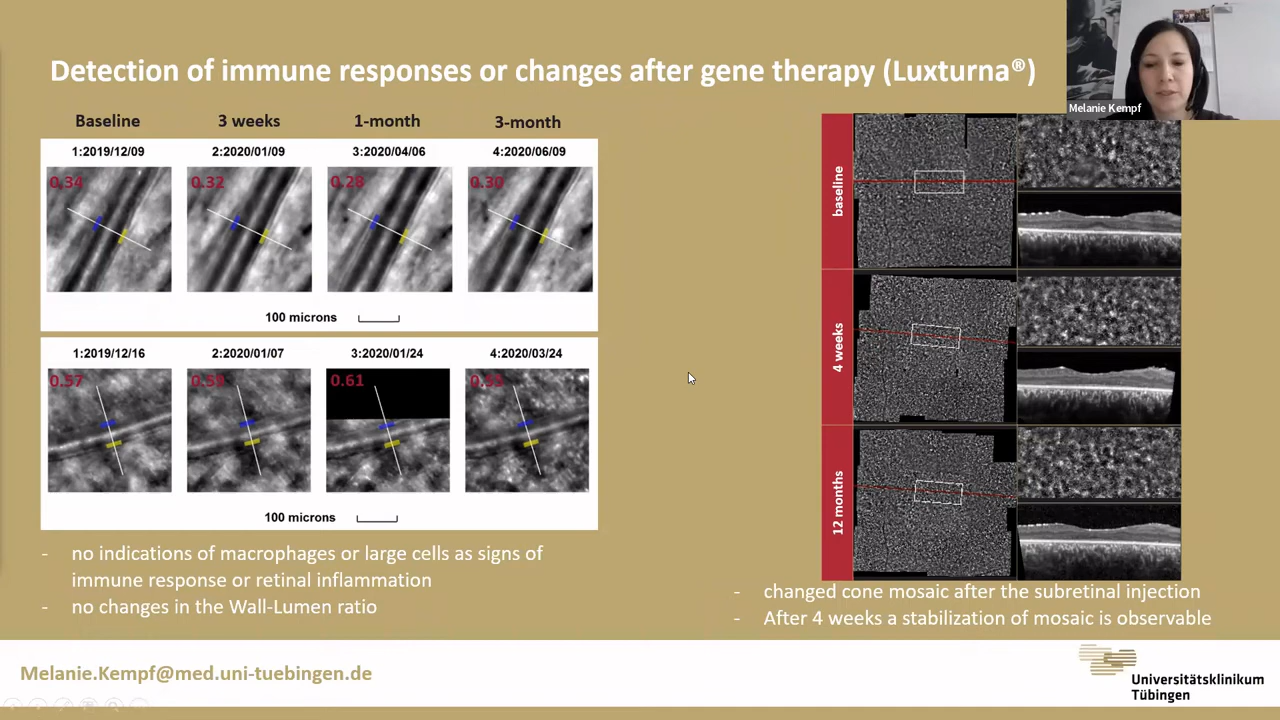 Detection of immune responses or changes after gene therapy (Luxturna®)
Melanie Kempf
Baseline
3 weeks
1-month
3-month
1:2019/12/09
2:2020/01/09
3:2020/04/06
4:2020/06/09
0.34
0.32
0.28
0.30
100 microns
1:2019/12/16
2:2020/01/07
3:2020/01/24
4:2020/03/24
0.57
0.61
100 microns
- no indications of macrophages or large cells as signs of
immune response or retinal inflammation
- no changes in the Wall-Lumen ratio
baseline
4 weeks
12 months
- changed cone mosaic after the subretinal injection
- After 4 weeks a stabilization of mosaic is observable
Melanie.Kempf@med.uni-tuebingen.de
Universitätsklinikum
Tübingen